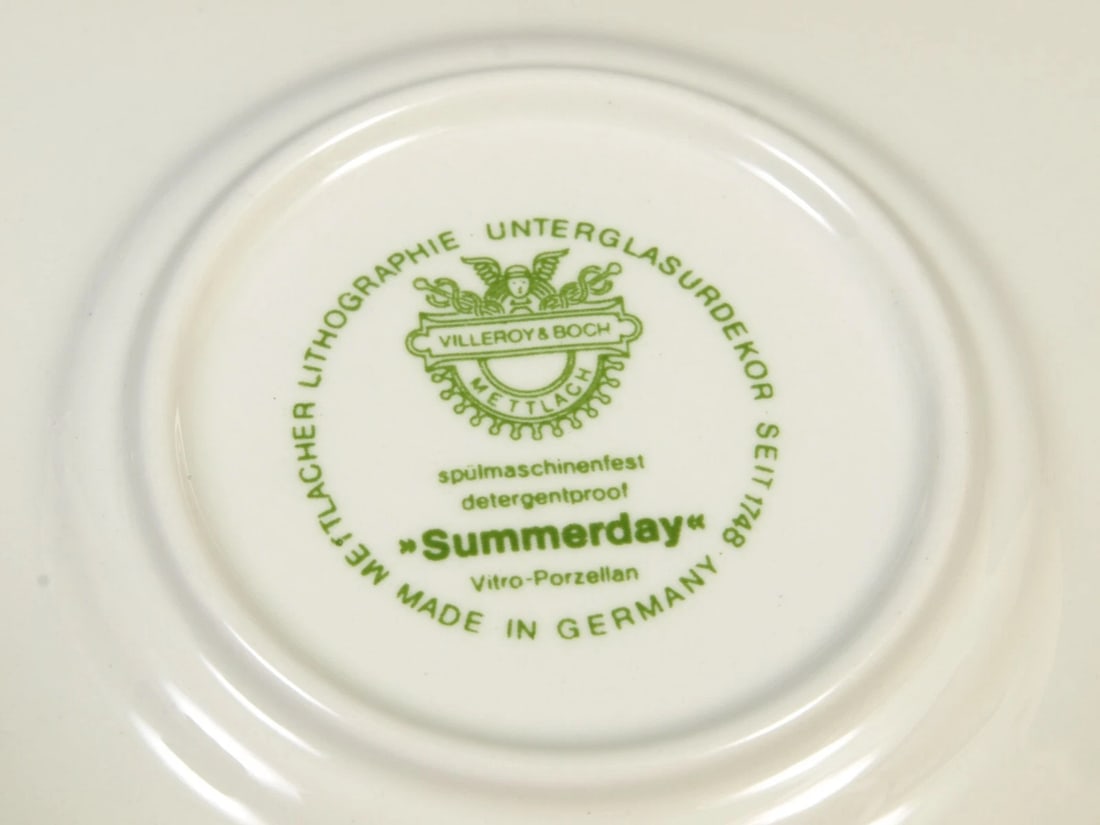 METTLACHER LITHOGRAPHIE UNTERGLASURDEKOR SEIT 1748
VILLEROY & BOCH
METTLACH
spülmaschinenfest
detergentproof
»Summerday«
Vitro-Porzellan
MADE IN GERMANY